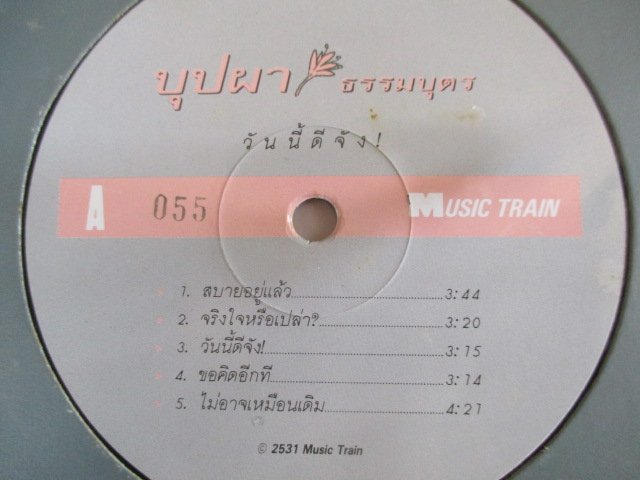 บุปผา ธรรมบุตร
วันนี้ดีจัง!
A 055 MUSIC TRAIN
1. สบายอยู่แล้ว 3:44
2. จริงใจหรือเปล่า? 3:20
3. วันนี้ดีจัง! 3:15
4. ขอคิดอีกที 3:14
5. ไม่อาจเหมือนเดิม 4:21
© 2531 Music Train